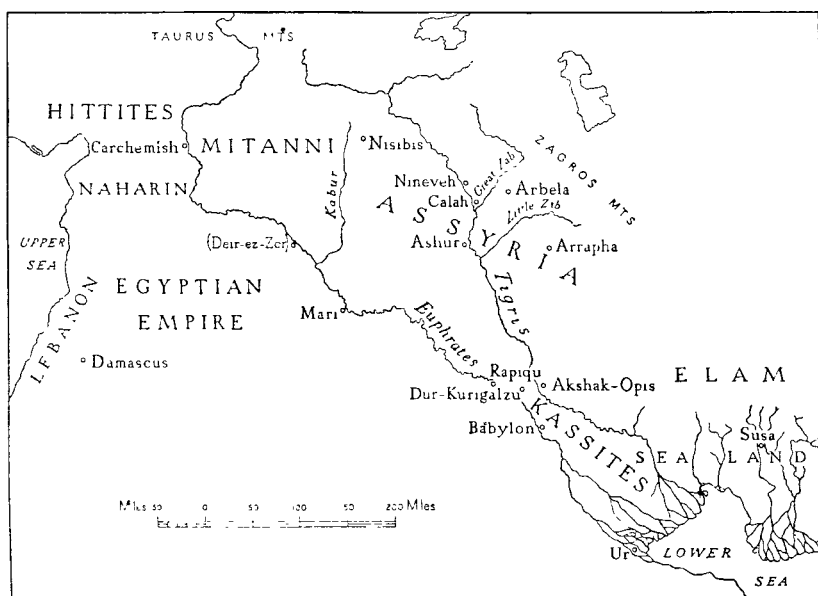 TAURUS MTS
HITTITES
Carchemish
MITANNI
Nisibis
ZAGROS MTS
NAHARIN
Kabur
Nineveh
Great Zab
Calah
Arbela
Little Zab
ASSYRIA
UPPER
SEA
(Deir-ez-Zor)
Ashur
Arrapha
EGYPTIAN
EMPIRE
LEBANON
Mari
Tigris
Euphrates
Damascus
Rapiqu
Akshak-Opis
ELAM
Dur-Kurigalzu
KASSITES
Babylon
Susa
SEA LAND
Miles 50 0 50 100 50 200 Miles
Ur
LOWER
SEA